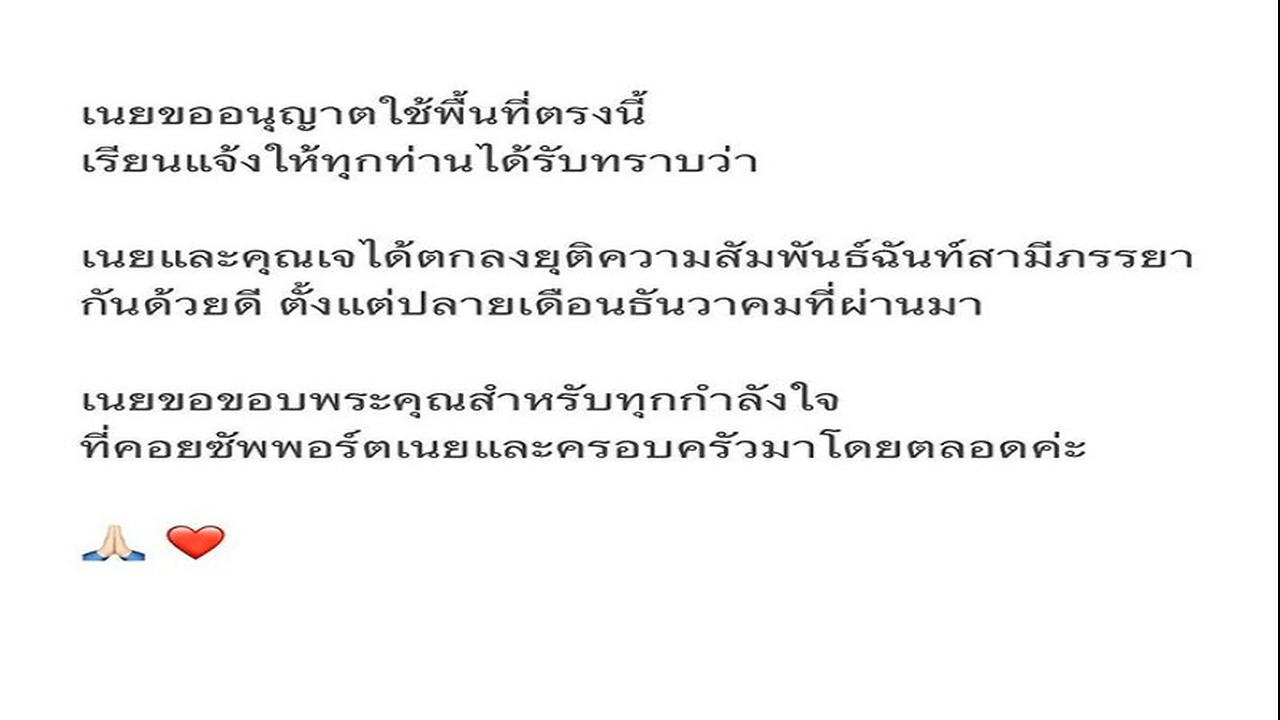 เนยขออนุญาตใช้พื้นที่ตรงนี้
เรียนแจ้งให้ทุกท่านได้รับทราบว่า
เนยและคุณเจได้ตกลงยุติความสัมพันธ์ฉันท์สามีภรรยา
กันด้วยดี ตั้งแต่ปลายเดือนธันวาคมที่ผ่านมา
เนยขอขอบพระคุณสำหรับทุกกำลังใจ
ที่คอยซัพพอร์ตเนยและครอบครัวมาโดยตลอดค่ะ
🙏🏻 ❤️